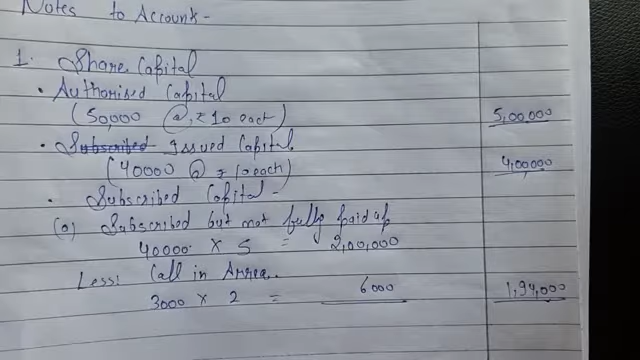 Notes to Accounts -
1. Share Capital
• Authorised Capital
(50,000 @ ₹ 10 each) 5,00,000
• Subscribed Issued Capital.
(40000 @ ₹ 10 each) 4,00,000
• Subscribed Capital -
(a) Subscribed but not fully paid up
40000 × 5 = 2,00,000
Less: Call in Arrea.
3000 × 2 = 6000 1,94,000